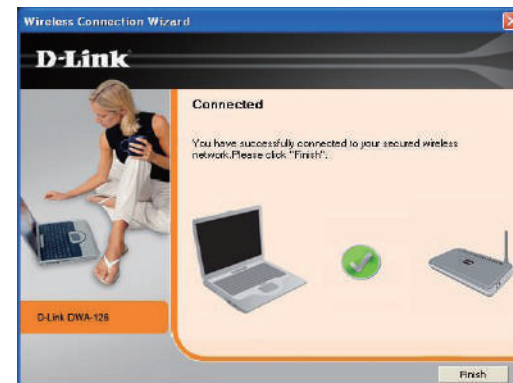 Wireless Connection Wizard
D-Link
Connected
You have successfully connected to your secured wireless
network.Please click "Finish".
D-Link DWA-126
Finish